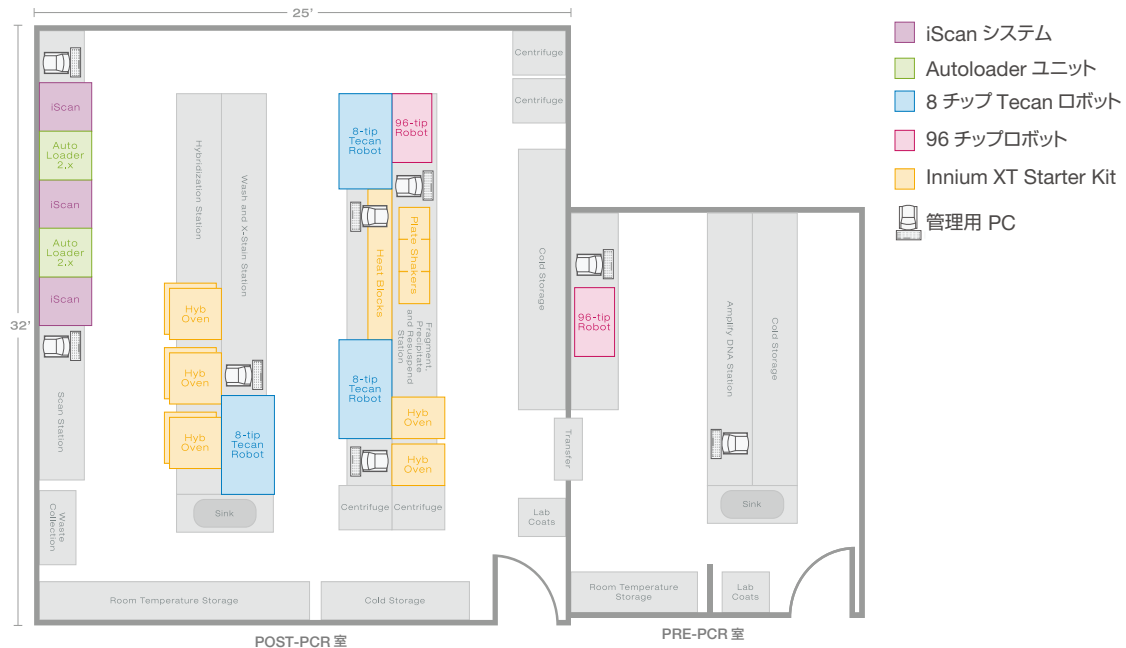 25’
32’
iScan
Auto
Loader
2.x
iScan
Auto
Loader
2.x
iScan
Scan Station
Waste
Collection
Hybridization Station
Wash and X-Stain Station
Hyb
Oven
Hyb
Oven
Hyb
Oven
8-tip
Tecan
Robot
Sink
8-tip
Tecan
Robot
96-tip
Robot
Heat Blocks
Plate Shakers
Fragment,
Precipitate
and Resuspend
Station
8-tip
Tecan
Robot
Hyb
Oven
Hyb
Oven
Centrifuge
Centrifuge
Centrifuge
Centrifuge
Cold Storage
Transfer
Lab
Coats
Room Temperature Storage
Cold Storage
POST-PCR 室
96-tip
Robot
Amplify DNA Station
Cold Storage
Sink
Room Temperature
Storage
Lab
Coats
PRE-PCR 室
iScan システム
Autoloader ユニット
8 チップ Tecan ロボット
96 チップロボット
Innium XT Starter Kit
管理用 PC